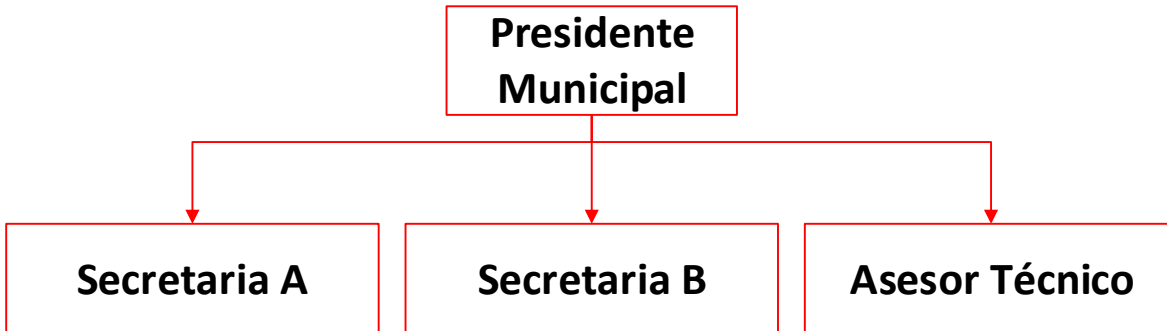 Presidente
Municipal
Secretaria A
Secretaria B
Asesor Técnico